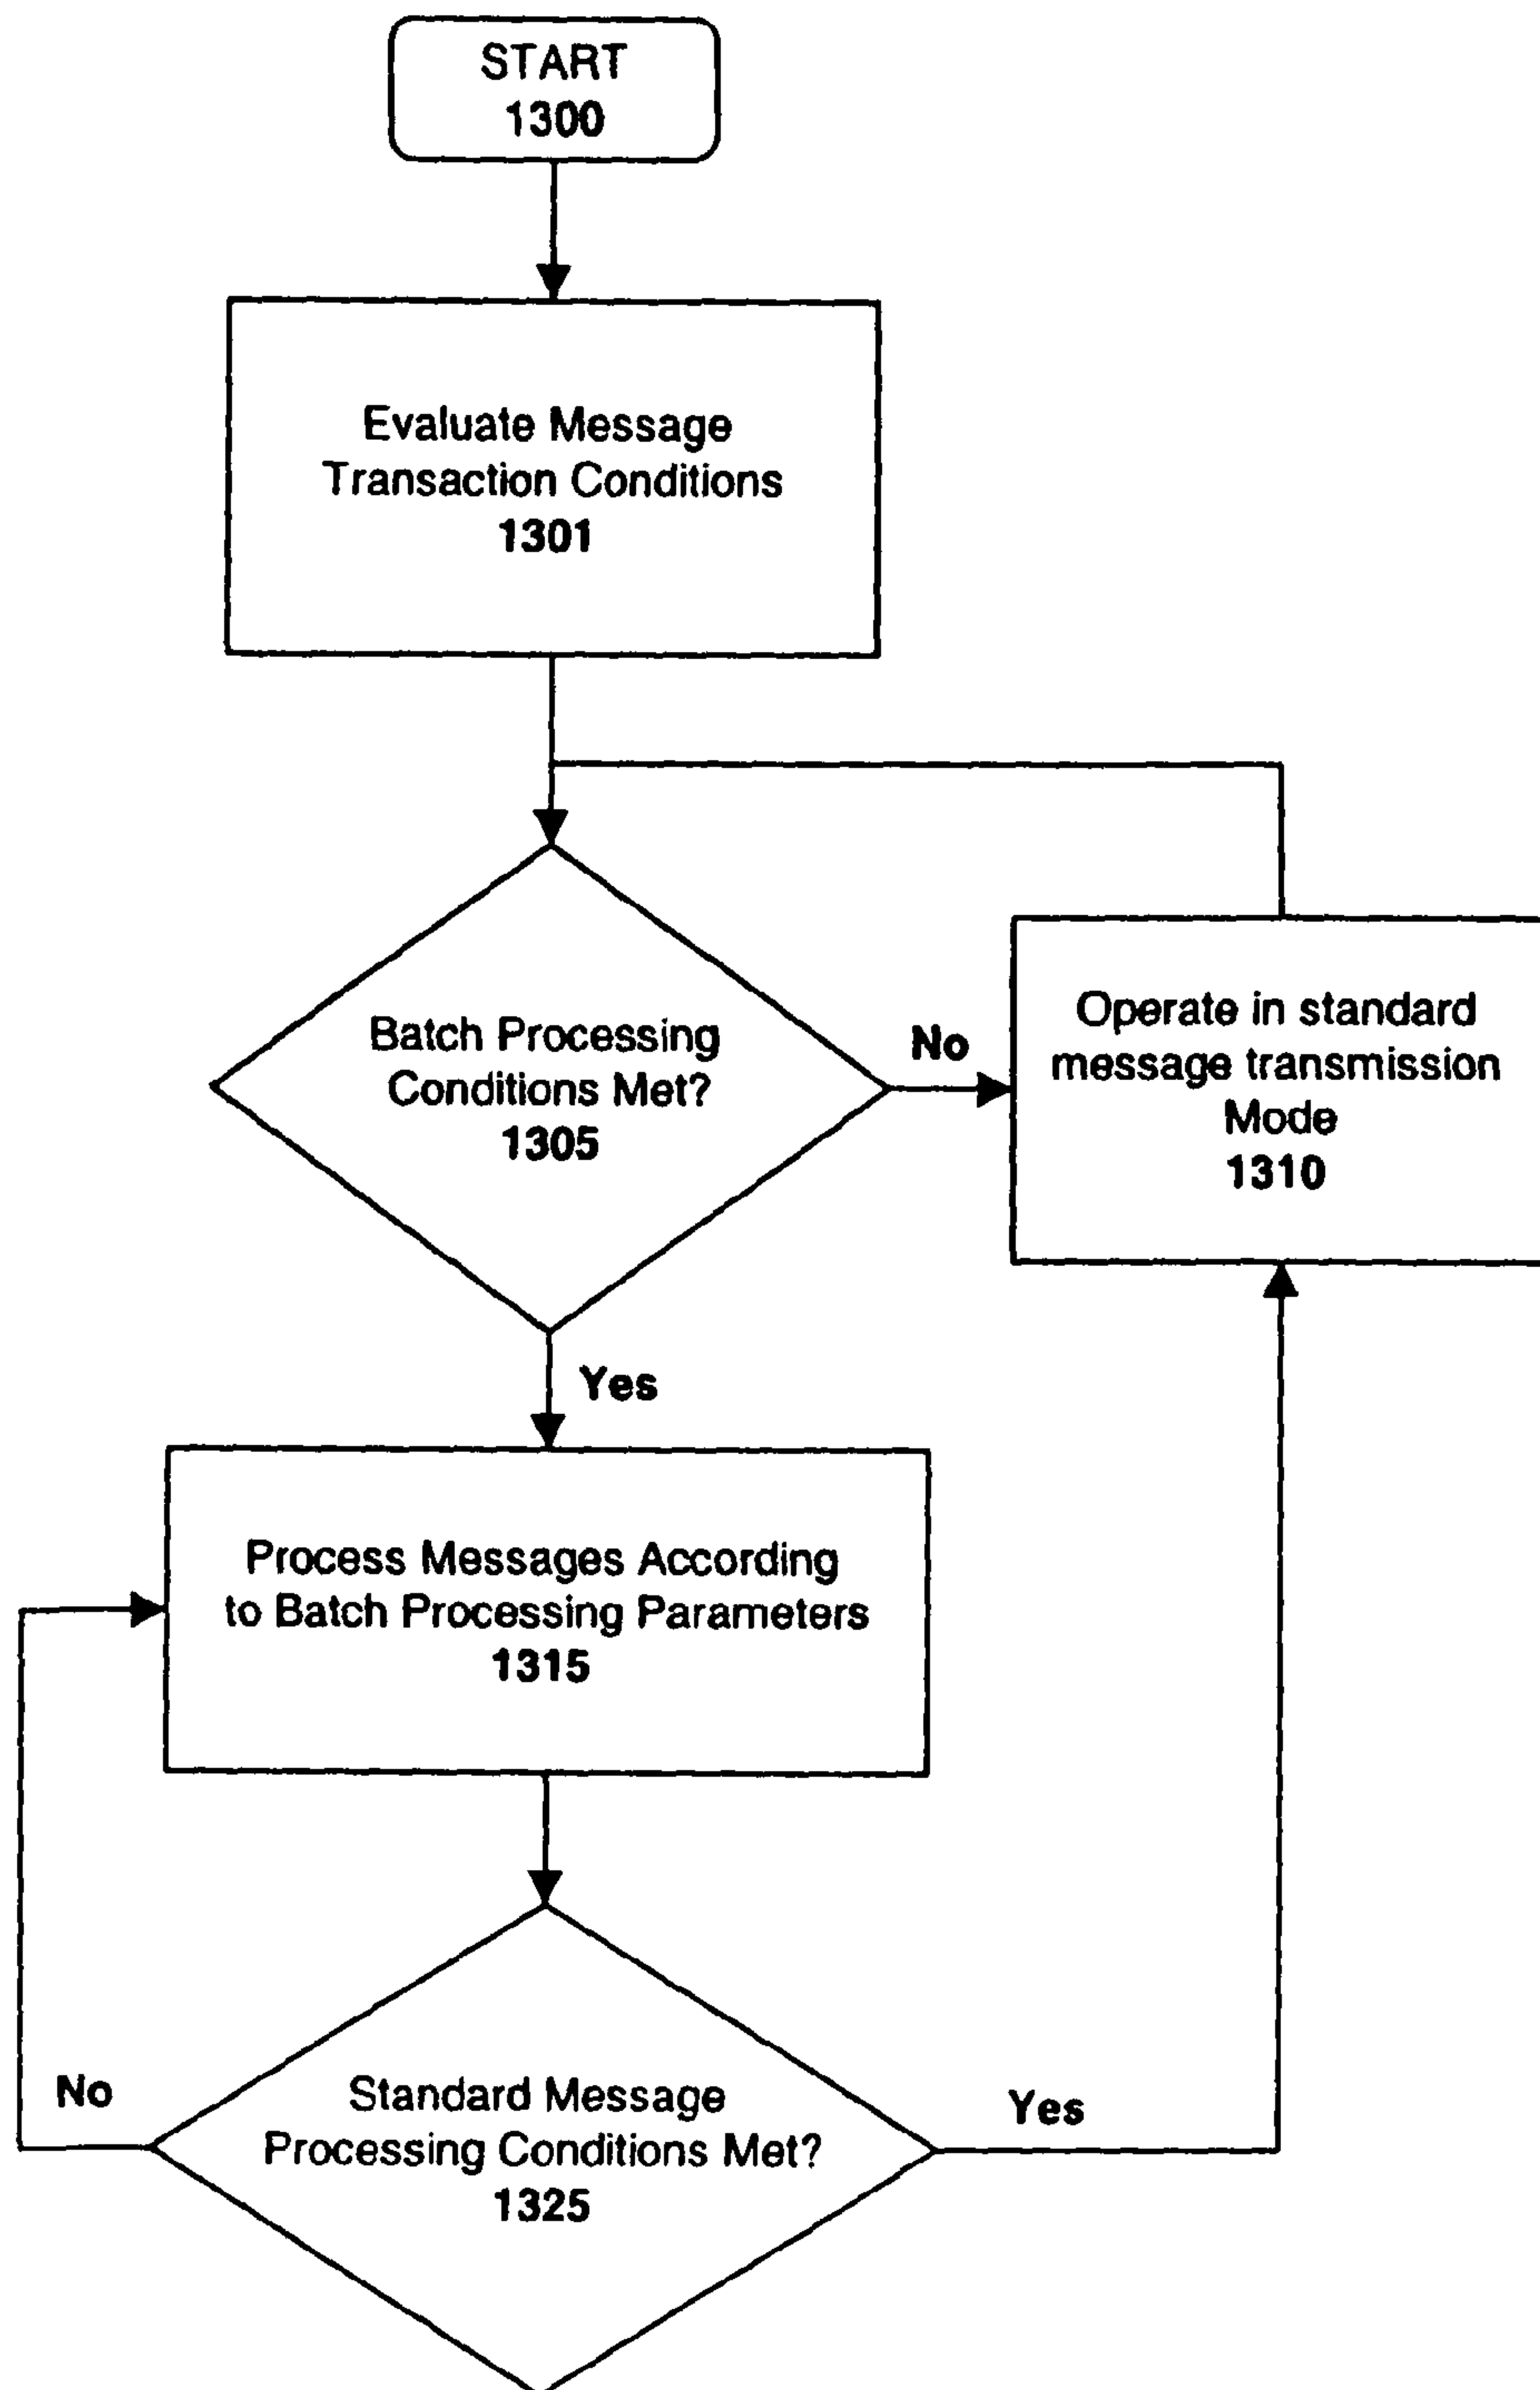 START
1300
Evaluate Message
Transaction Conditions
1301
Batch Processing
Conditions Met?
1305
No
Operate in standard
message transmission
Mode
1310
Yes
Process Messages According
to Batch Processing Parameters
1315
No
Standard Message
Processing Conditions Met?
1325
Yes